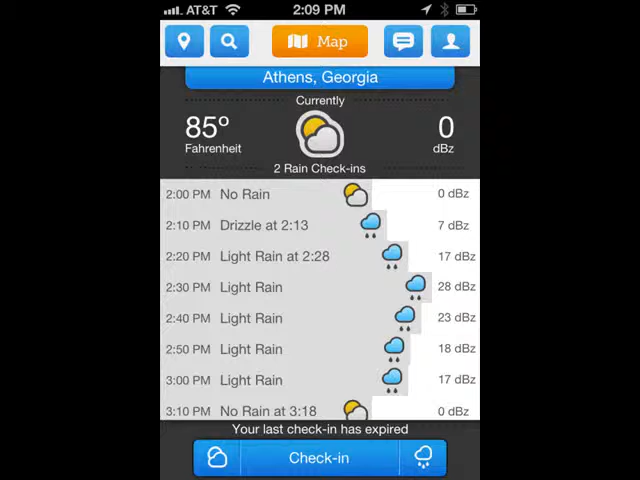 AT&T 2:09 PM
Map
Athens, Georgia
Currently
85º 0
Fahrenheit dBz
2 Rain Check-ins
2:00 PM No Rain 0 dBz
2:10 PM Drizzle at 2:13 7 dBz
2:20 PM Light Rain at 2:28 17 dBz
2:30 PM Light Rain 28 dBz
2:40 PM Light Rain 23 dBz
2:50 PM Light Rain 18 dBz
3:00 PM Light Rain 17 dBz
3:10 PM No Rain at 3:18 0 dBz
Your last check-in has expired
Check-in